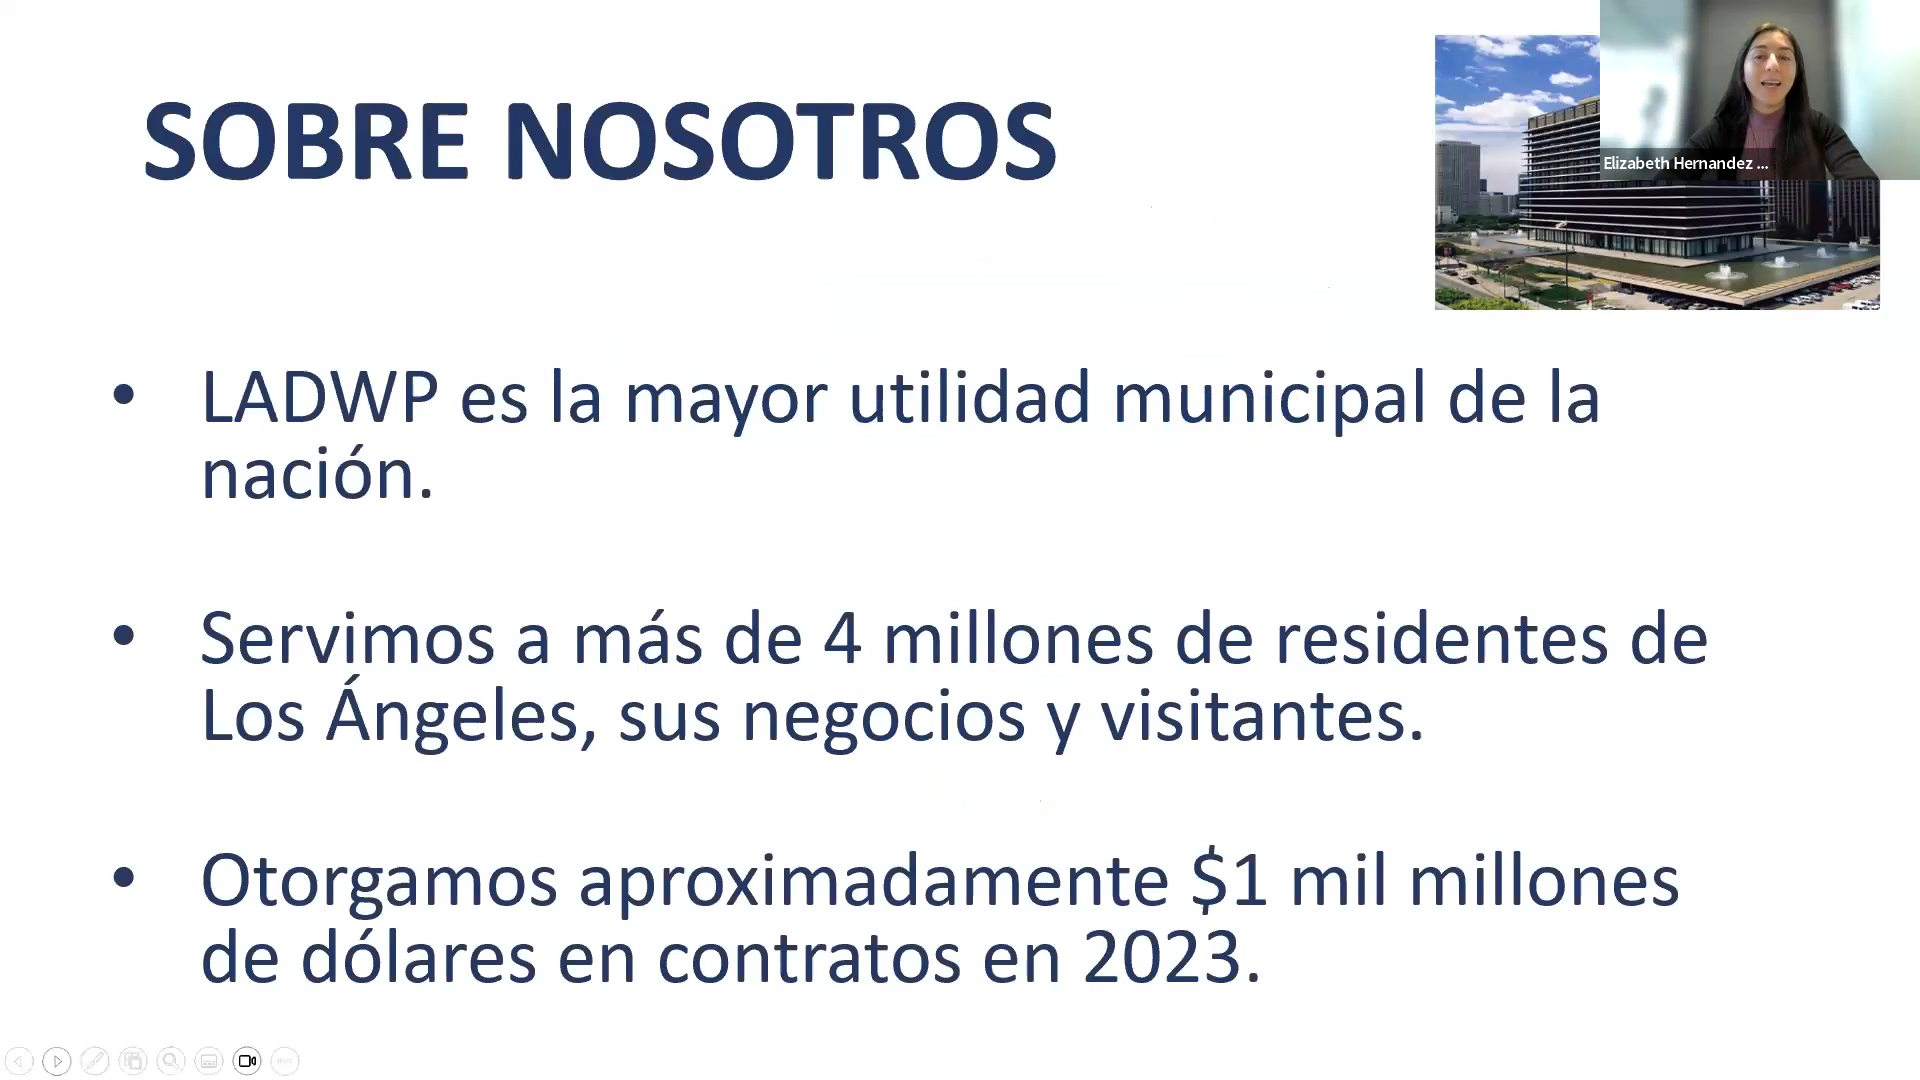 SOBRE NOSOTROS
Elizabeth Hernandez ...
• LADWP es la mayor utilidad municipal de la
nación.
• Servimos a más de 4 millones de residentes de
Los Ángeles, sus negocios y visitantes.
• Otorgamos aproximadamente $1 mil millones
de dólares en contratos en 2023.